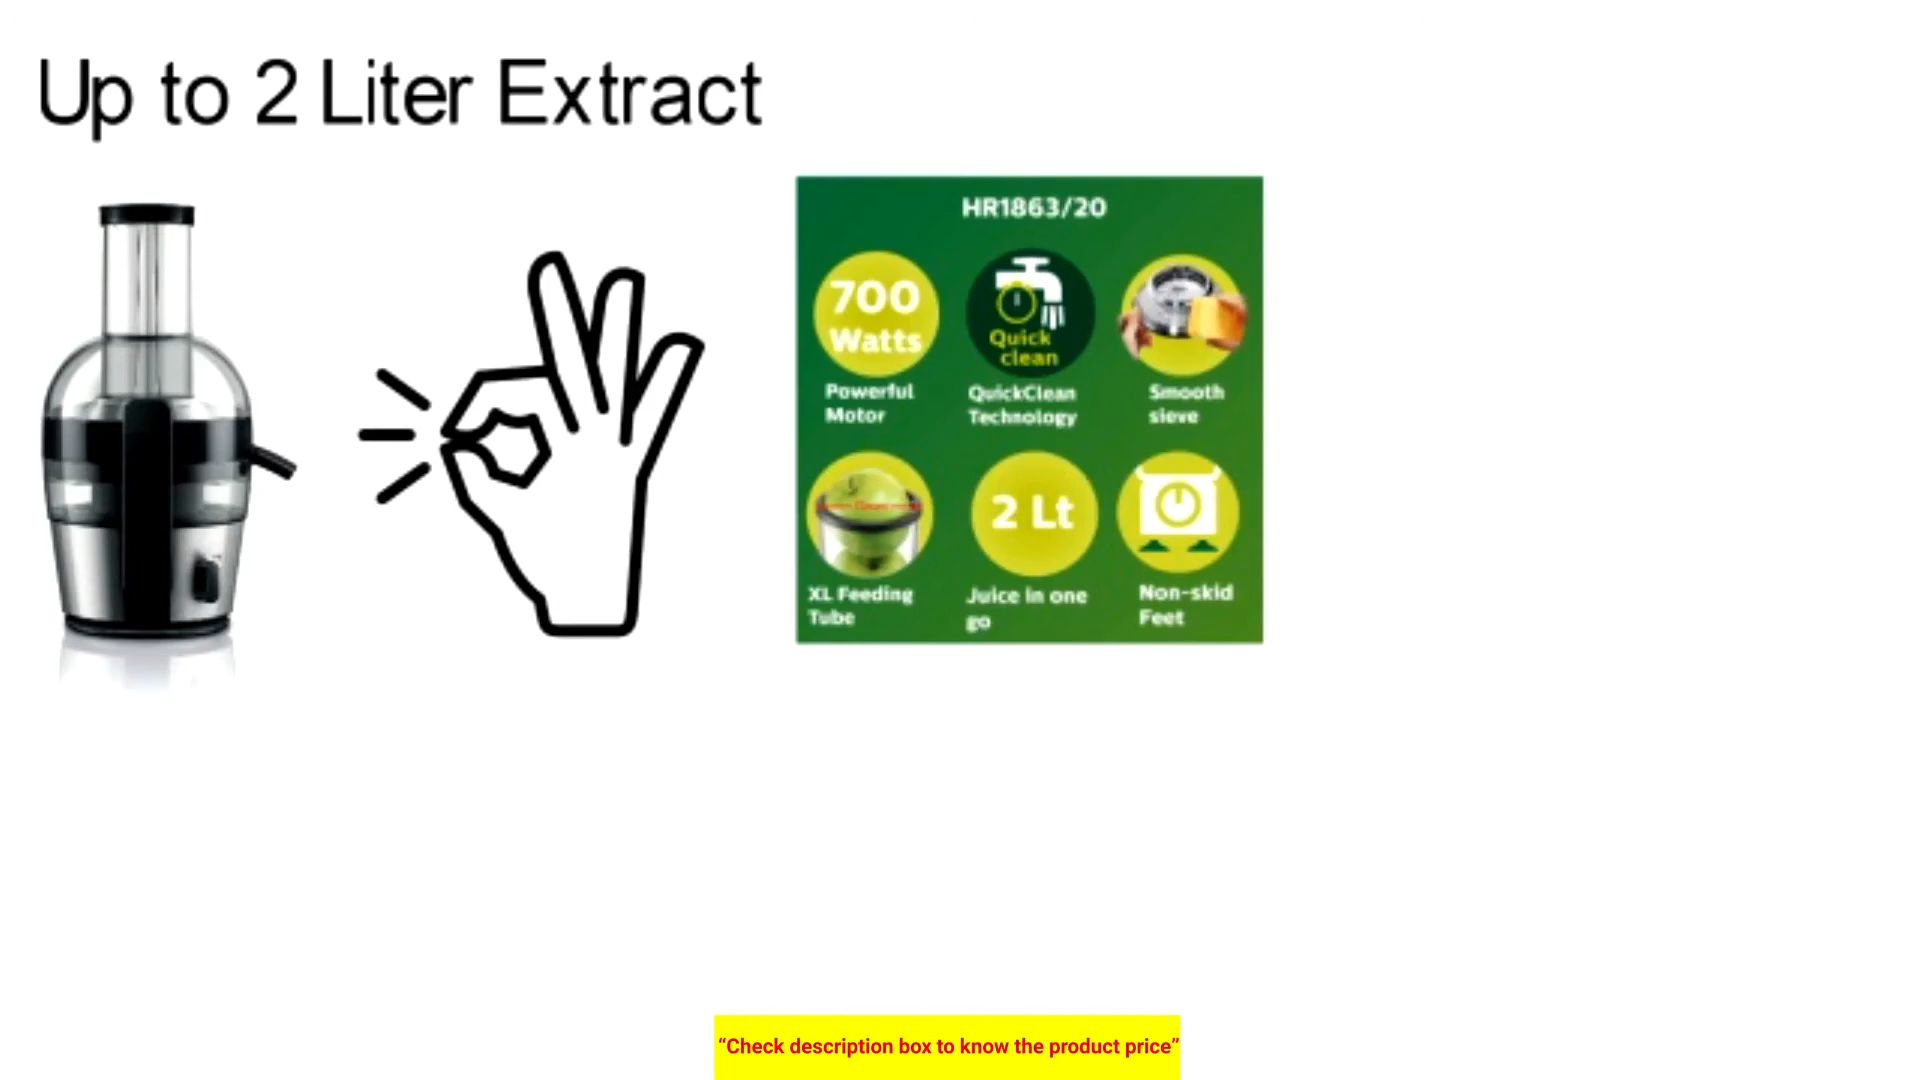 Up to 2 Liter Extract
HR1863/20
700
Watts
Powerful
Motor
Quick
clean
QuickClean
Technology
Smooth
sieve
XL Feeding
Tube
2 Lt
Juice in one
go
Non-skid
Feet
“Check description box to know the product price”